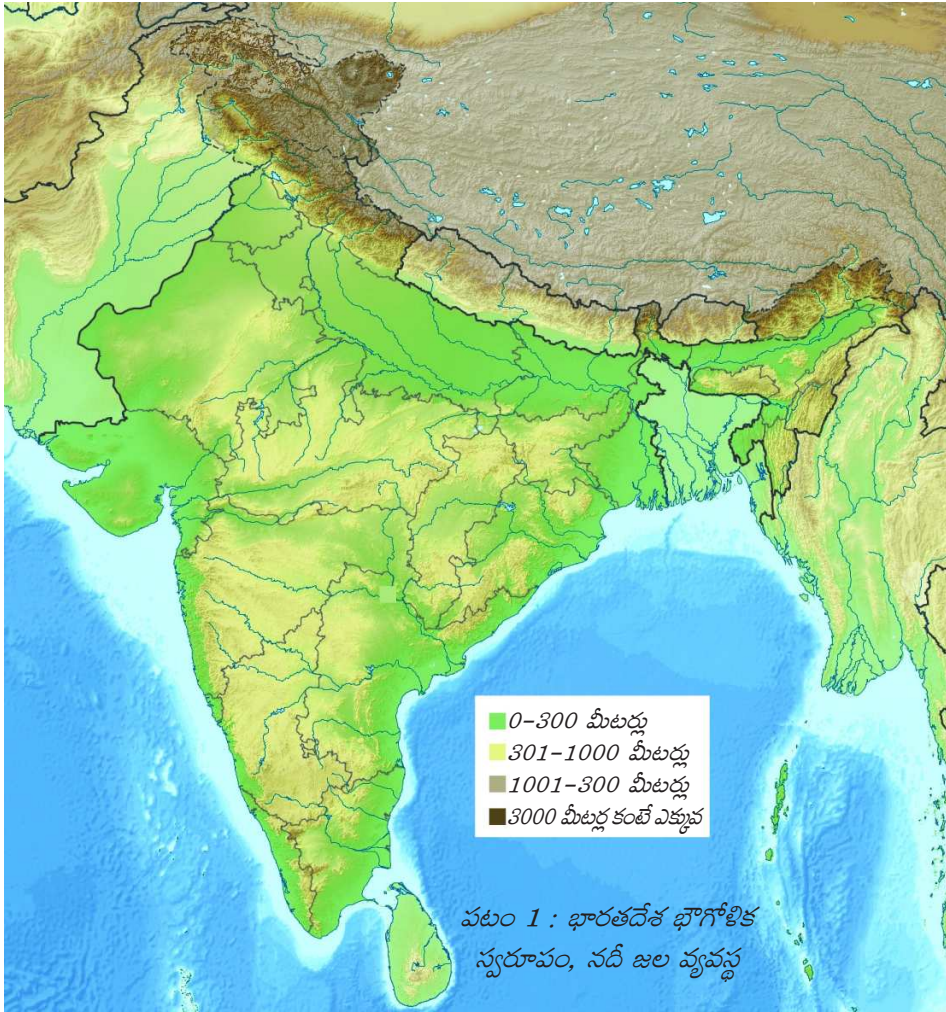 0-300 మీటర్లు
301-1000 మీటర్లు
1001-300 మీటర్లు
3000 మీటర్ల కంటే ఎక్కువ
పటం 1 : భారతదేశ భౌగోళిక
స్వరూపం, నదీ జల వ్యవస్థ